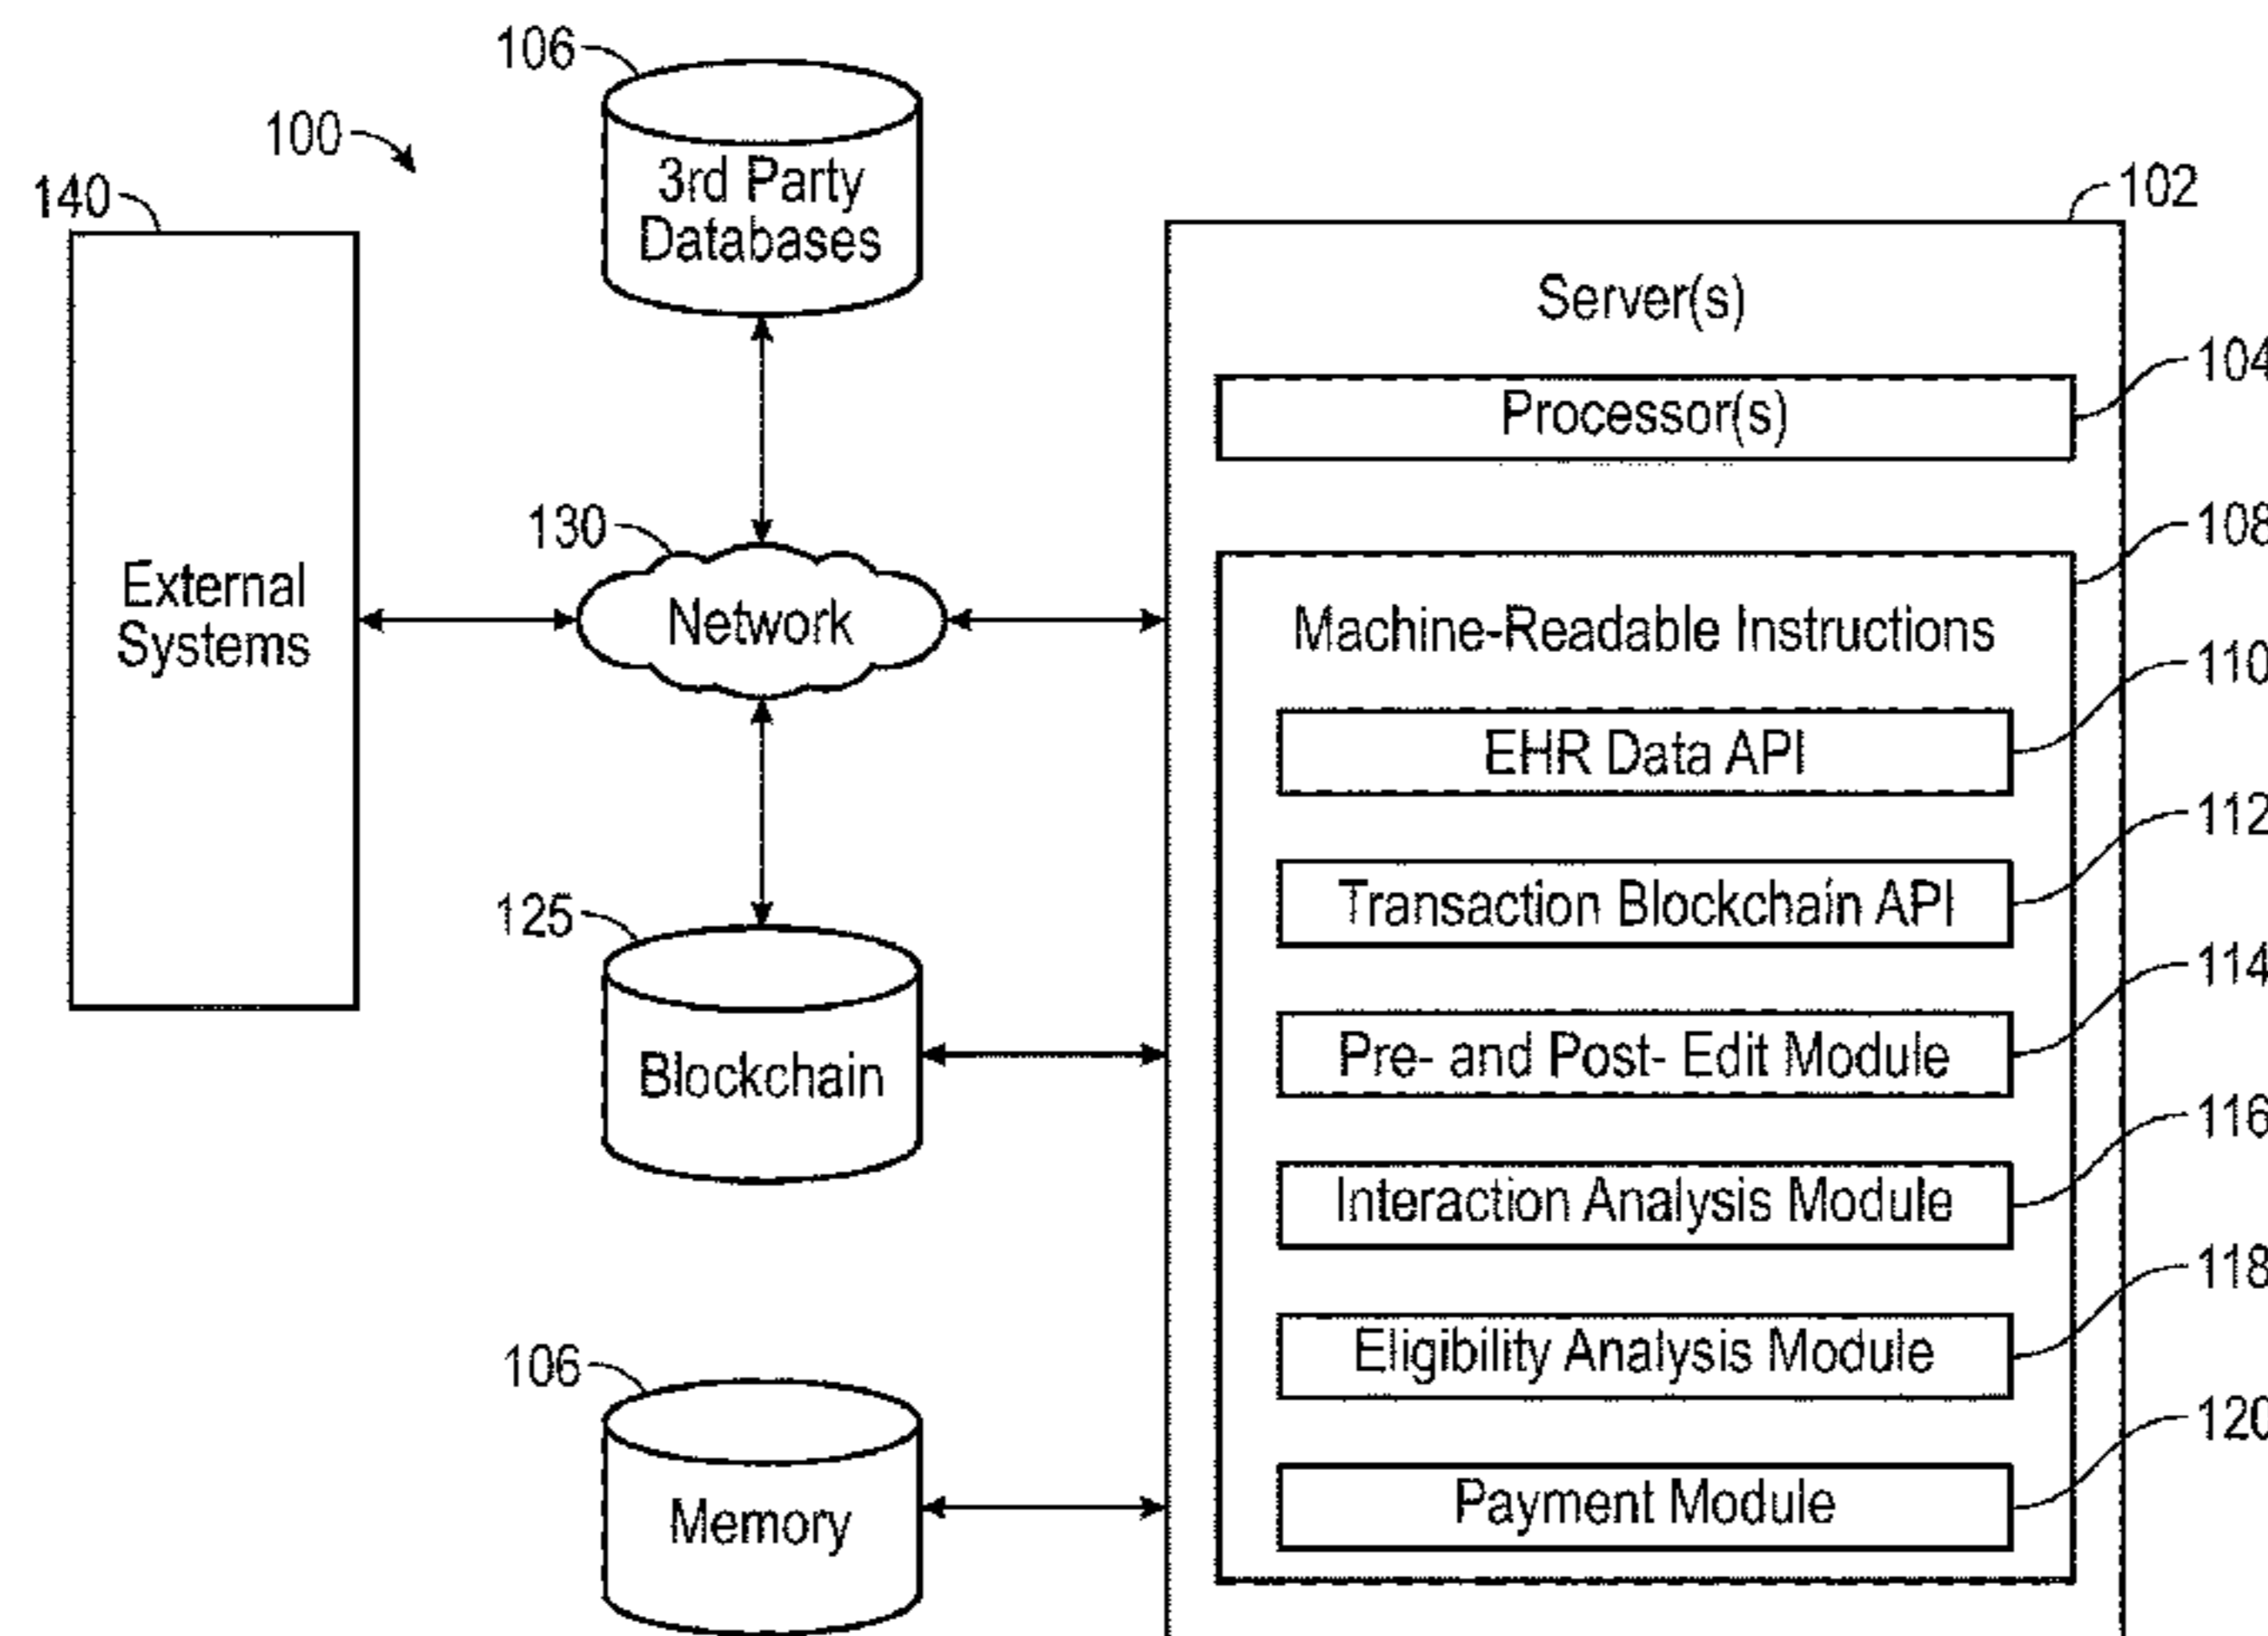 106
100
3rd Party
Databases
140
102
Server(s)
104
Processor(s)
108
130
External
Systems
Network
Machine-Readable Instructions
110
EHR Data API
112
Transaction Blockchain API
125
114
Blockchain
Pre- and Post- Edit Module
116
Interaction Analysis Module
118
Eligibility Analysis Module
106
120
Memory
Payment Module